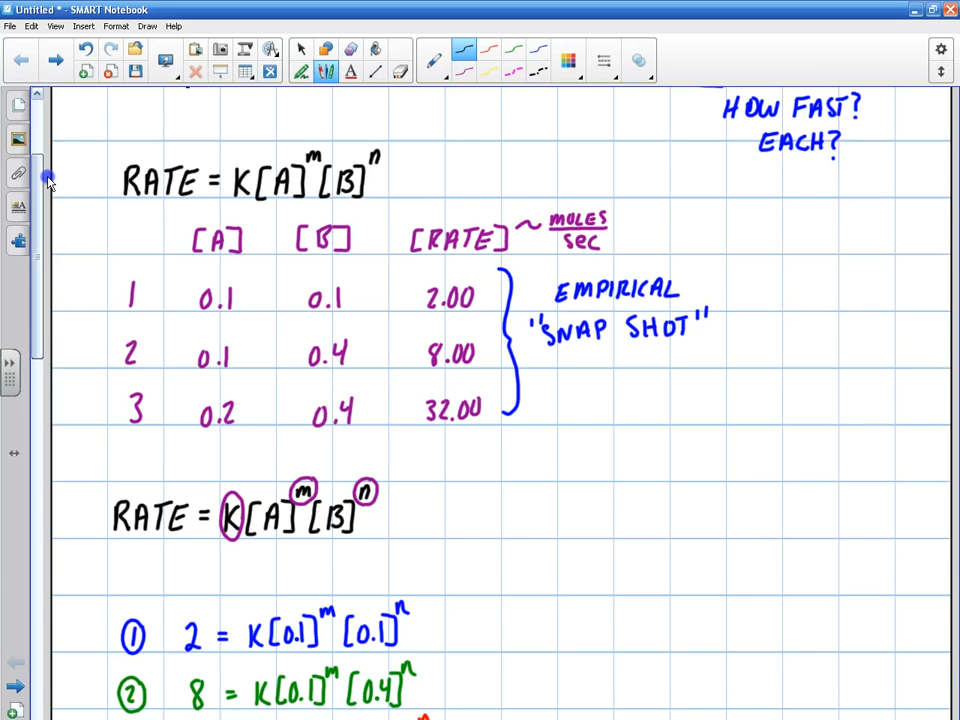 Untitled * - SMART Notebook
File Edit View Insert Format Draw Help
HOW FAST?
EACH?
RATE = K[A]^m[B]^n
[A] [B] [RATE] ~ MOLES/SEC
1 0.1 0.1 2.00
EMPIRICAL
2 0.1 0.4 8.00
"SNAP SHOT"
3 0.2 0.4 32.00
RATE = K[A]^m[B]^n
① 2 = K[0.1]^m [0.1]^n
② 8 = K[0.1]^m [0.4]^n